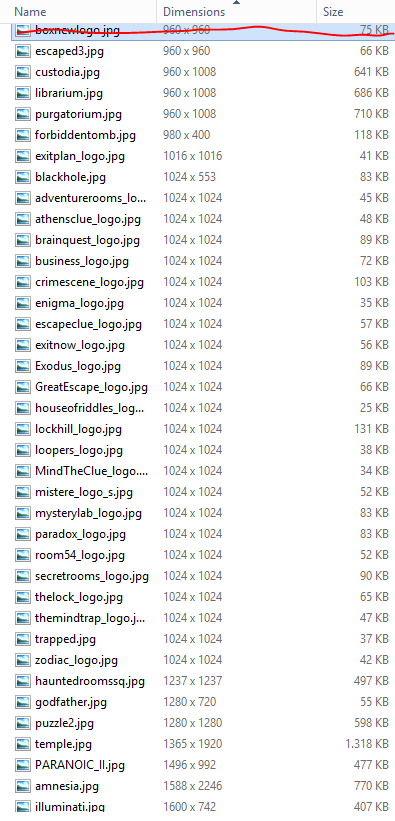 Name Dimensions Size
boxnewlogo.jpg 960 x 960 75 KB
escaped3.jpg 960 x 960 66 KB
custodia.jpg 960 x 1008 641 KB
librarium.jpg 960 x 1008 686 KB
purgatorium.jpg 960 x 1008 710 KB
forbiddentomb.jpg 980 x 400 118 KB
exitplan_logo.jpg 1016 x 1016 41 KB
blackhole.jpg 1024 x 553 83 KB
adventurerooms_lo... 1024 x 1024 45 KB
athensclue_logo.jpg 1024 x 1024 48 KB
brainquest_logo.jpg 1024 x 1024 89 KB
business_logo.jpg 1024 x 1024 72 KB
crimescene_logo.jpg 1024 x 1024 103 KB
enigma_logo.jpg 1024 x 1024 35 KB
escapeclue_logo.jpg 1024 x 1024 57 KB
exitnow_logo.jpg 1024 x 1024 56 KB
Exodus_logo.jpg 1024 x 1024 89 KB
GreatEscape_logo.jpg 1024 x 1024 66 KB
houseofriddles_log... 1024 x 1024 25 KB
lockhill_logo.jpg 1024 x 1024 131 KB
loopers_logo.jpg 1024 x 1024 38 KB
MindTheClue_logo.... 1024 x 1024 34 KB
mistere_logo_s.jpg 1024 x 1024 52 KB
mysterylab_logo.jpg 1024 x 1024 83 KB
paradox_logo.jpg 1024 x 1024 83 KB
room54_logo.jpg 1024 x 1024 52 KB
secretrooms_logo.jpg 1024 x 1024 90 KB
thelock_logo.jpg 1024 x 1024 65 KB
themindtrap_logo.j... 1024 x 1024 47 KB
trapped.jpg 1024 x 1024 37 KB
zodiac_logo.jpg 1024 x 1024 42 KB
hauntedroomssq.jpg 1237 x 1237 497 KB
godfather.jpg 1280 x 720 55 KB
puzzle2.jpg 1280 x 1280 598 KB
temple.jpg 1365 x 1920 1.318 KB
PARANOIC_II.jpg 1496 x 992 477 KB
amnesia.jpg 1588 x 2246 770 KB
illuminati.jpg 1600 x 742 407 KB